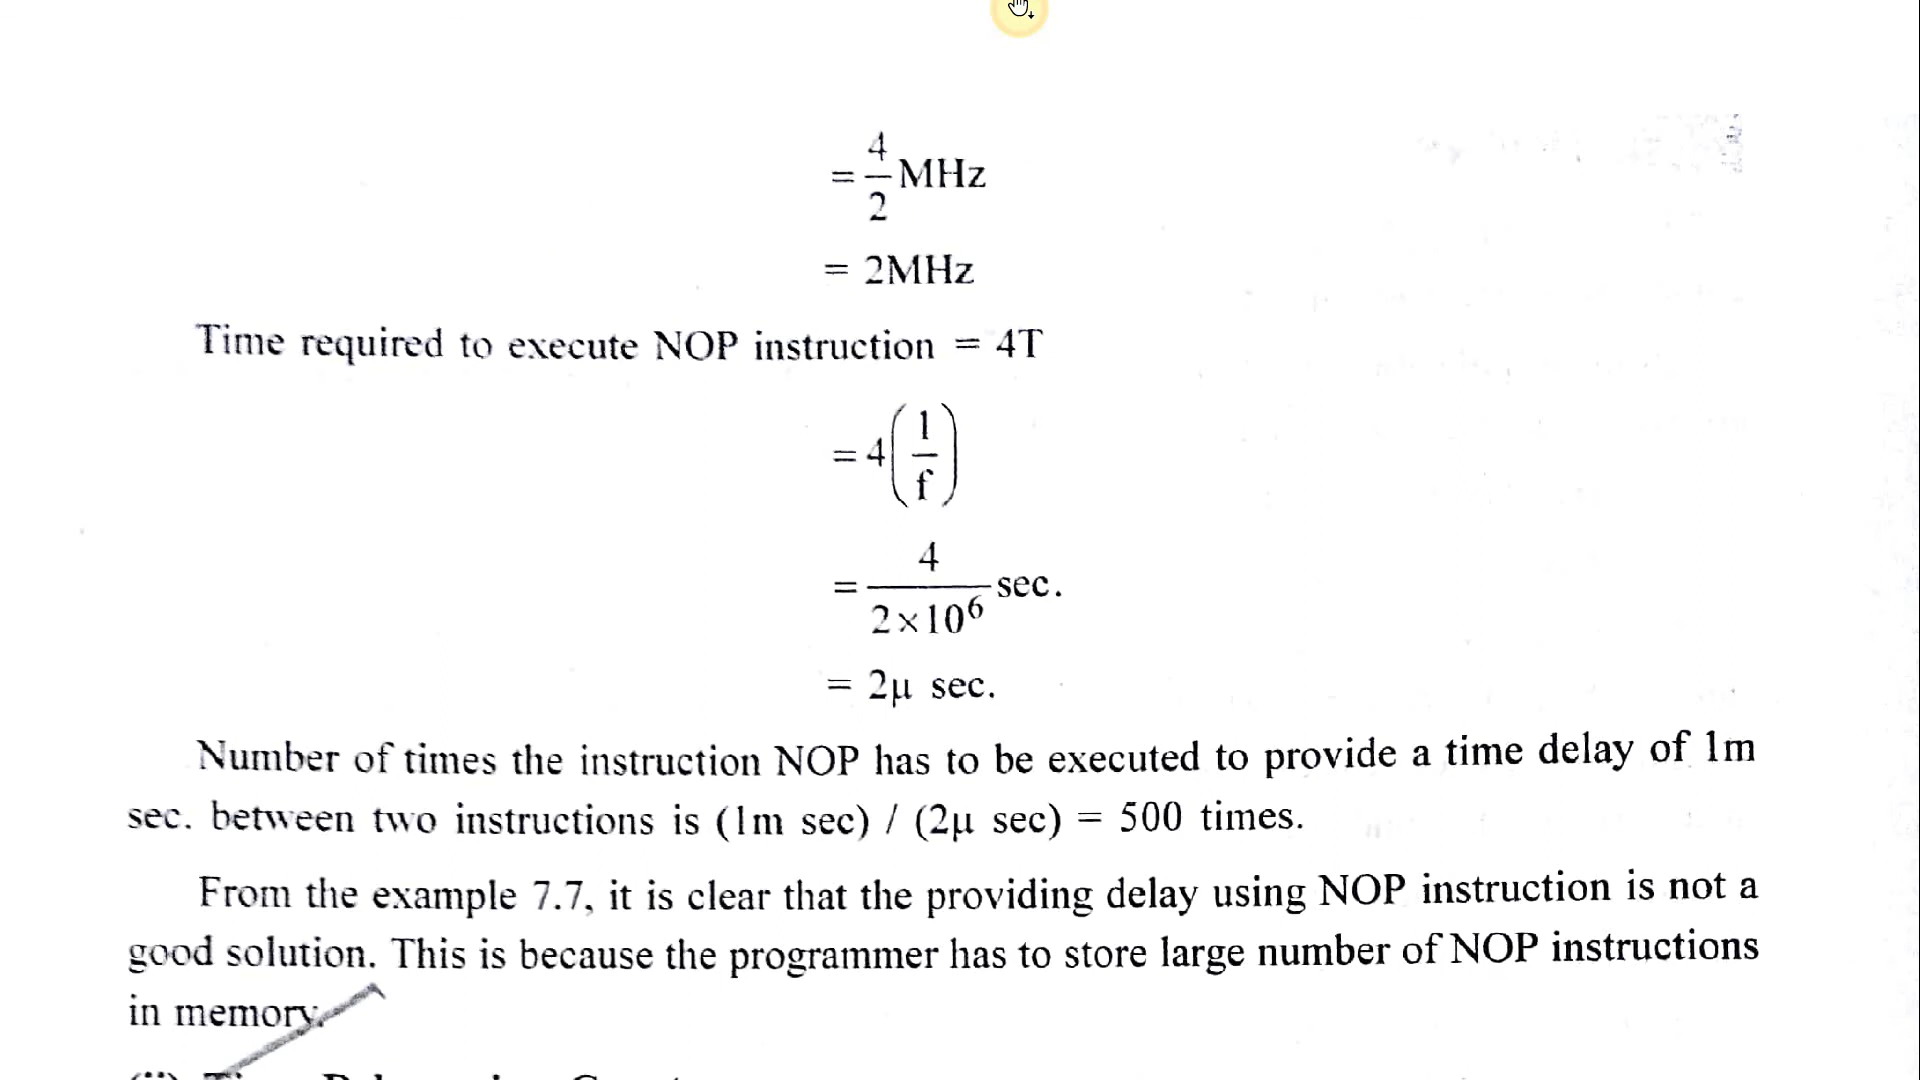 = 4/2 MHz
= 2MHz
Time required to execute NOP instruction = 4T
= 4(1/f)
= 4/2×10⁶ sec.
= 2μ sec.
Number of times the instruction NOP has to be executed to provide a time delay of 1m
sec. between two instructions is (1m sec) / (2μ sec) = 500 times.
From the example 7.7, it is clear that the providing delay using NOP instruction is not a
good solution. This is because the programmer has to store large number of NOP instructions
in memory.